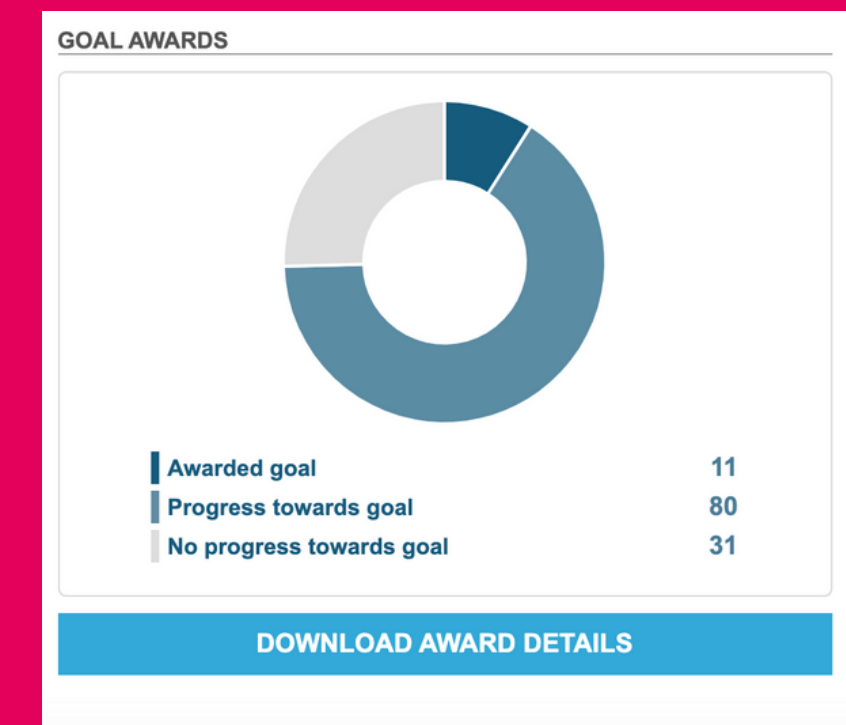 GOAL AWARDS
Awarded goal 11
Progress towards goal 80
No progress towards goal 31
DOWNLOAD AWARD DETAILS